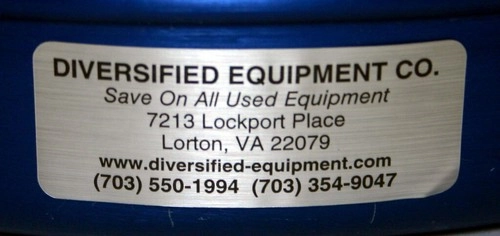 DIVERSIFIED EQUIPMENT CO.
Save On All Used Equipment
7213 Lockport Place
Lorton, VA 22079
www.diversified-equipment.com
(703) 550-1994 (703) 354-9047